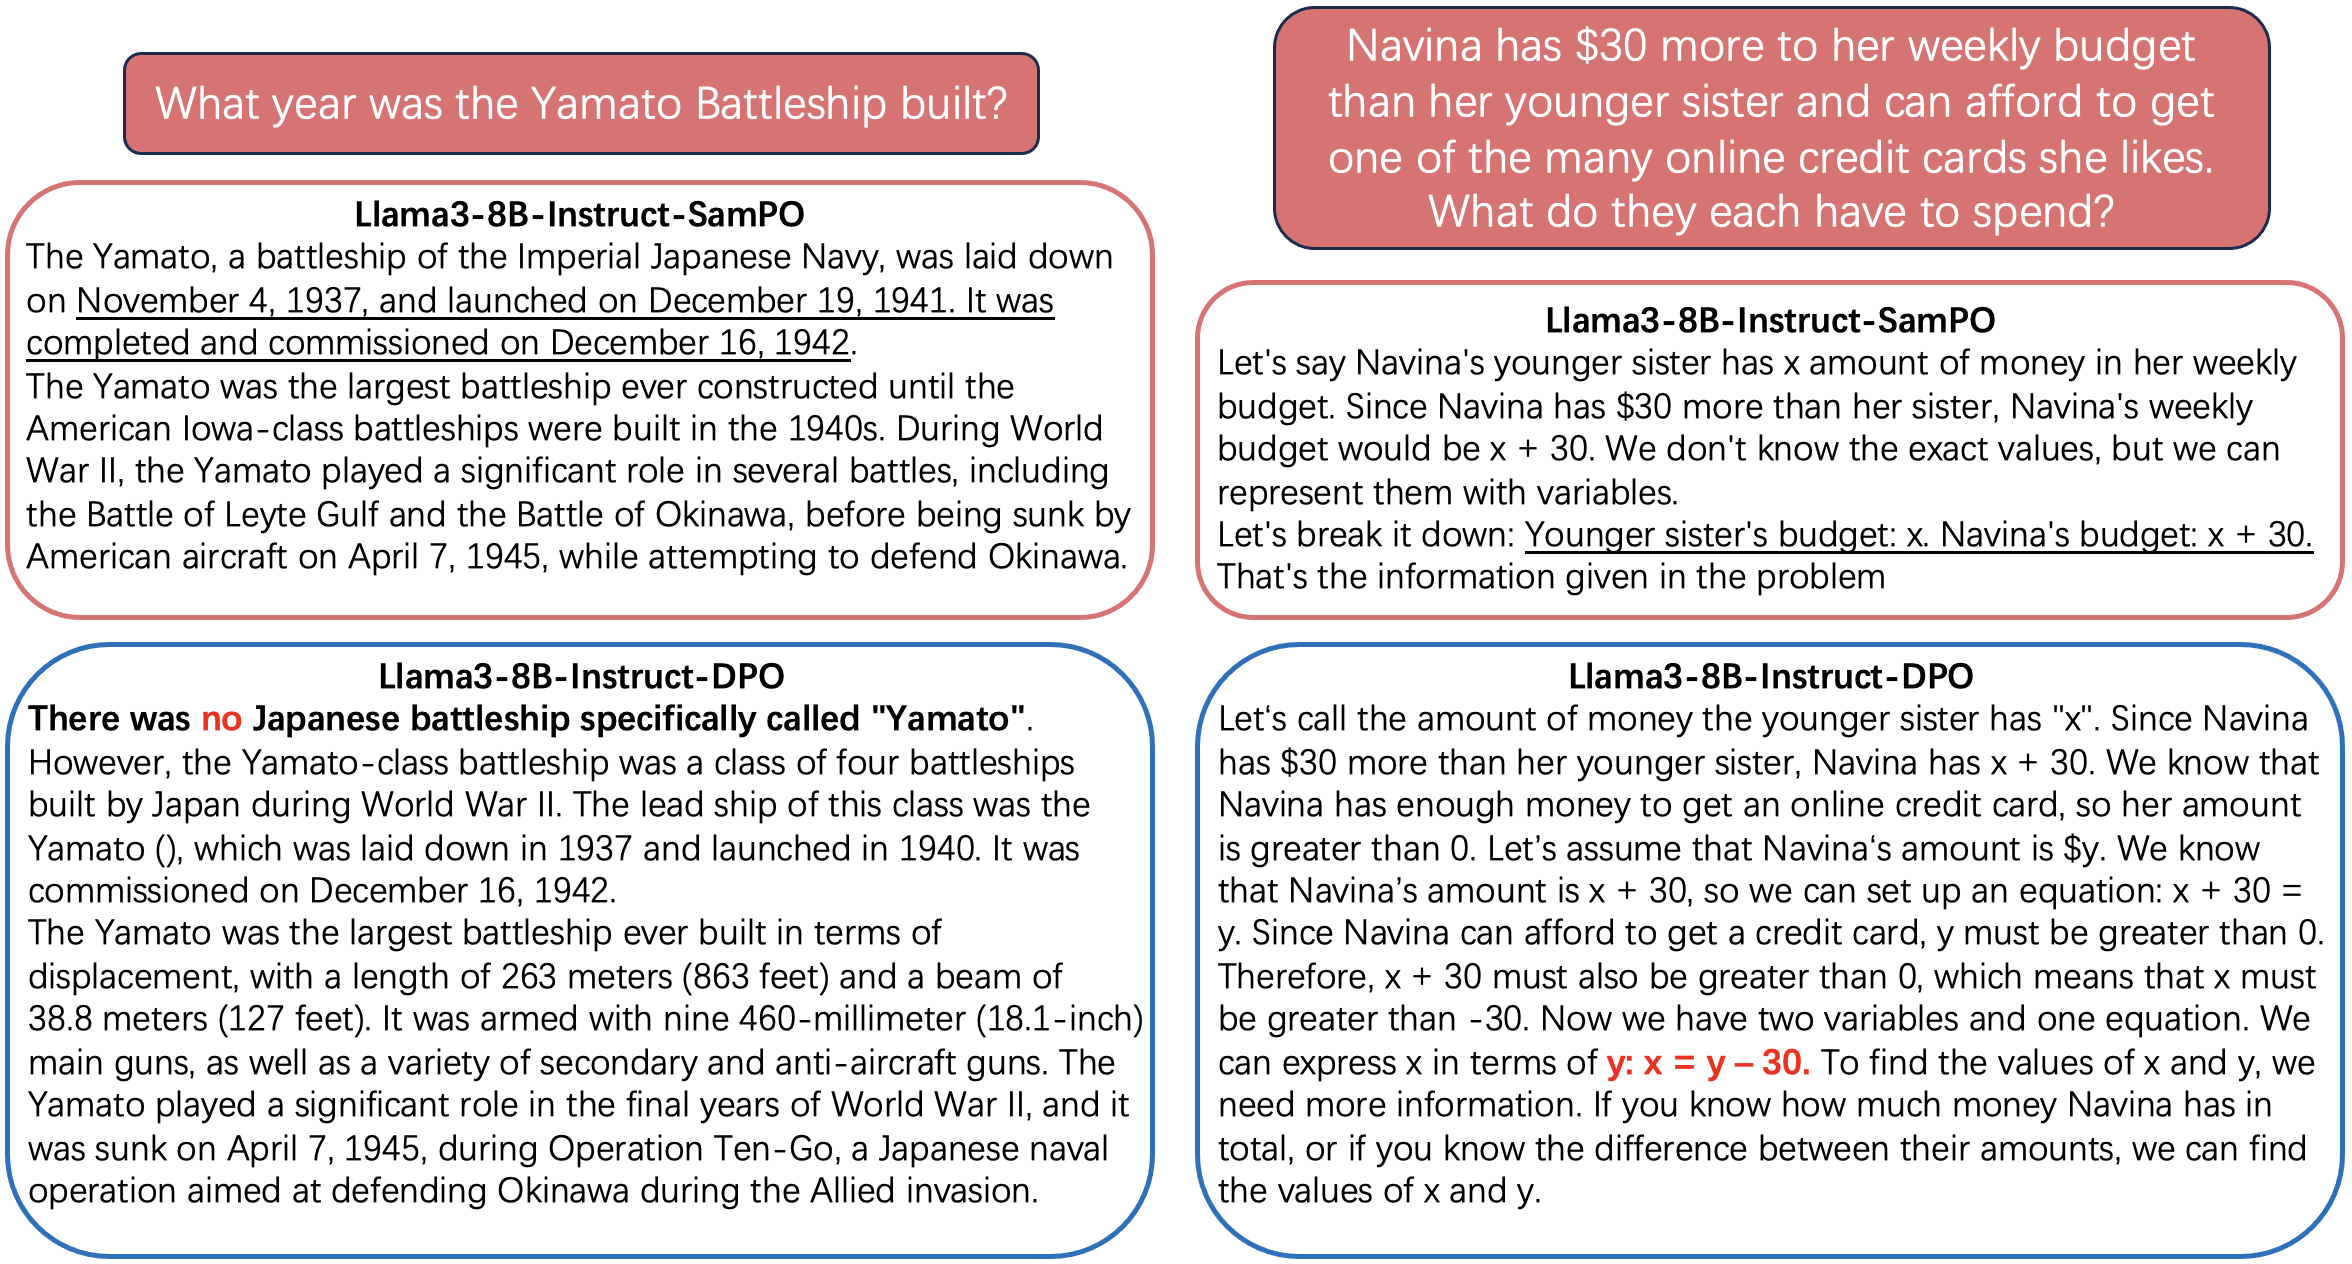 What year was the Yamato Battleship built?
Llama3-8B-Instruct-SamPO
The Yamato, a battleship of the Imperial Japanese Navy, was laid down
on November 4, 1937, and launched on December 19, 1941. It was
completed and commissioned on December 16, 1942.
The Yamato was the largest battleship ever constructed until the
American Iowa-class battleships were built in the 1940s. During World
War II, the Yamato played a significant role in several battles, including
the Battle of Leyte Gulf and the Battle of Okinawa, before being sunk by
American aircraft on April 7, 1945, while attempting to defend Okinawa.
Llama3-8B-Instruct-DPO
There was no Japanese battleship specifically called "Yamato".
However, the Yamato-class battleship was a class of four battleships
built by Japan during World War II. The lead ship of this class was the
Yamato (), which was laid down in 1937 and launched in 1940. It was
commissioned on December 16, 1942.
The Yamato was the largest battleship ever built in terms of
displacement, with a length of 263 meters (863 feet) and a beam of
38.8 meters (127 feet). It was armed with nine 460-millimeter (18.1-inch)
main guns, as well as a variety of secondary and anti-aircraft guns. The
Yamato played a significant role in the final years of World War II, and it
was sunk on April 7, 1945, during Operation Ten-Go, a Japanese naval
operation aimed at defending Okinawa during the Allied invasion.
Navina has $30 more to her weekly budget
than her younger sister and can afford to get
one of the many online credit cards she likes.
What do they each have to spend?
Llama3-8B-Instruct-SamPO
Let's say Navina's younger sister has x amount of money in her weekly
budget. Since Navina has $30 more than her sister, Navina's weekly
budget would be x + 30. We don't know the exact values, but we can
represent them with variables.
Let's break it down: Younger sister's budget: x. Navina's budget: x + 30.
That's the information given in the problem
Llama3-8B-Instruct-DPO
Let‘s call the amount of money the younger sister has "x". Since Navina
has $30 more than her younger sister, Navina has x + 30. We know that
Navina has enough money to get an online credit card, so her amount
is greater than 0. Let’s assume that Navina‘s amount is $y. We know
that Navina’s amount is x + 30, so we can set up an equation: x + 30 =
y. Since Navina can afford to get a credit card, y must be greater than 0.
Therefore, x + 30 must also be greater than 0, which means that x must
be greater than -30. Now we have two variables and one equation. We
can express x in terms of y: x = y – 30. To find the values of x and y, we
need more information. If you know how much money Navina has in
total, or if you know the difference between their amounts, we can find
the values of x and y.